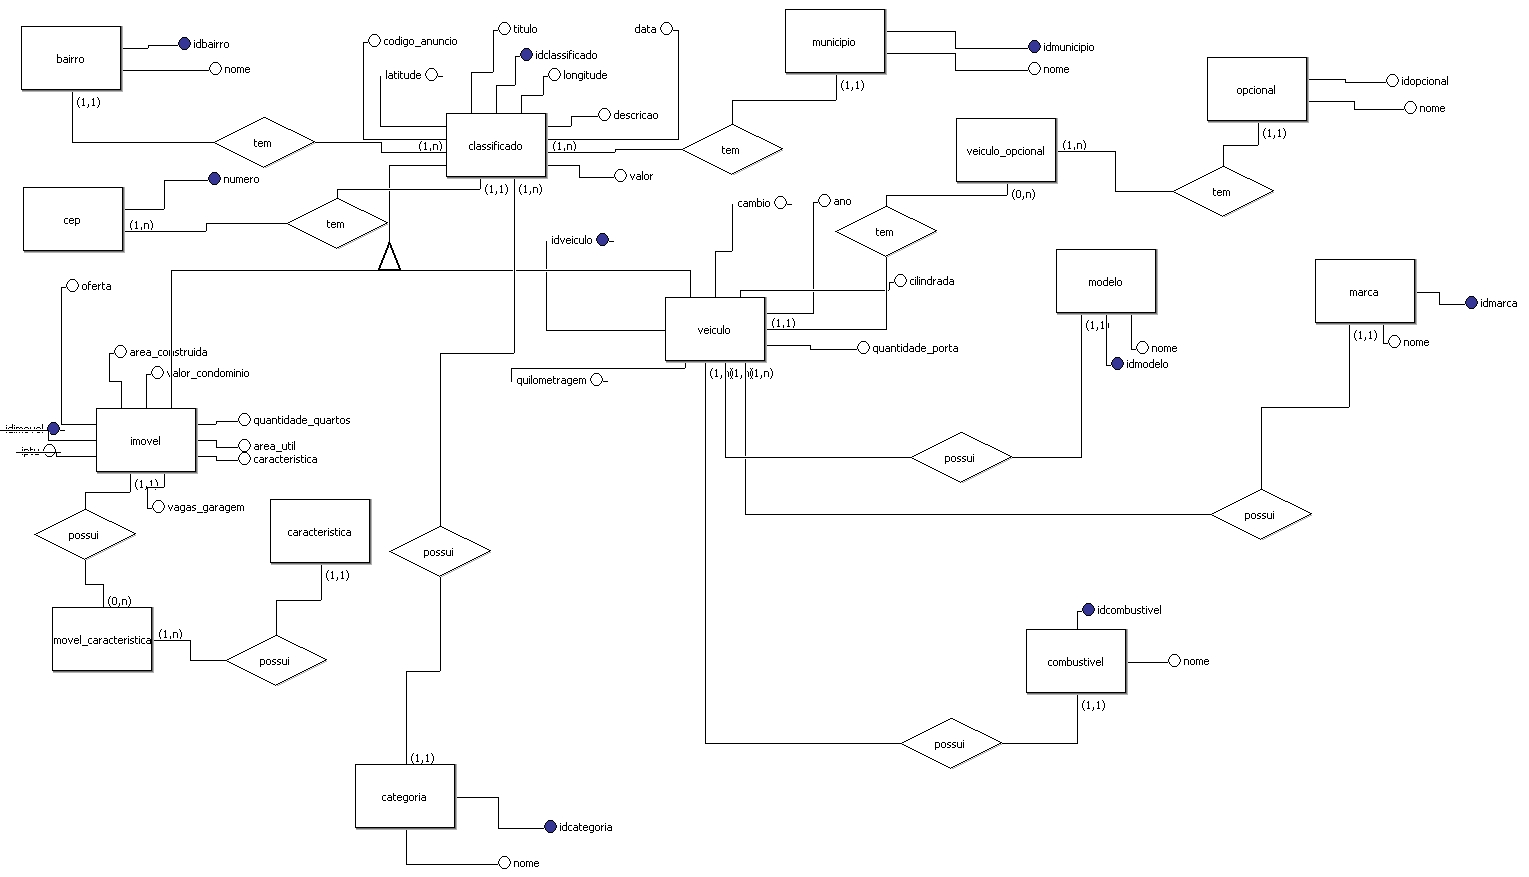 bairro
idbairro
nome
(1,1)
tem
cep
numero
(1,n)
tem
codigo_anuncio
latitude
titulo
idclassificado
longitude
data
descricao
classificado
(1,n)
(1,n)
valor
(1,1)
(1,n)
municipio
idmunicipio
nome
(1,1)
tem
opcional
idopcional
nome
(1,1)
veiculo_opcional
(1,n)
(0,n)
tem
tem
cambio
ano
idveiculo
cilindrada
veiculo
(1,1)
quantidade_porta
quilometragem
(1,n)
modelo
(1,1)
nome
idmodelo
marca
idmarca
(1,1)
nome
oferta
area_construida
valor_condominio
idimovel
iptu
imovel
quantidade_quartos
area_util
caracteristica
(1,1)
vagas_garagem
possui
caracteristica
(1,1)
(0,n)
movel_caracteristica
(1,n)
possui
possui
possui
possui
idcombustivel
combustivel
nome
(1,1)
possui
(1,1)
categoria
idcategoria
nome